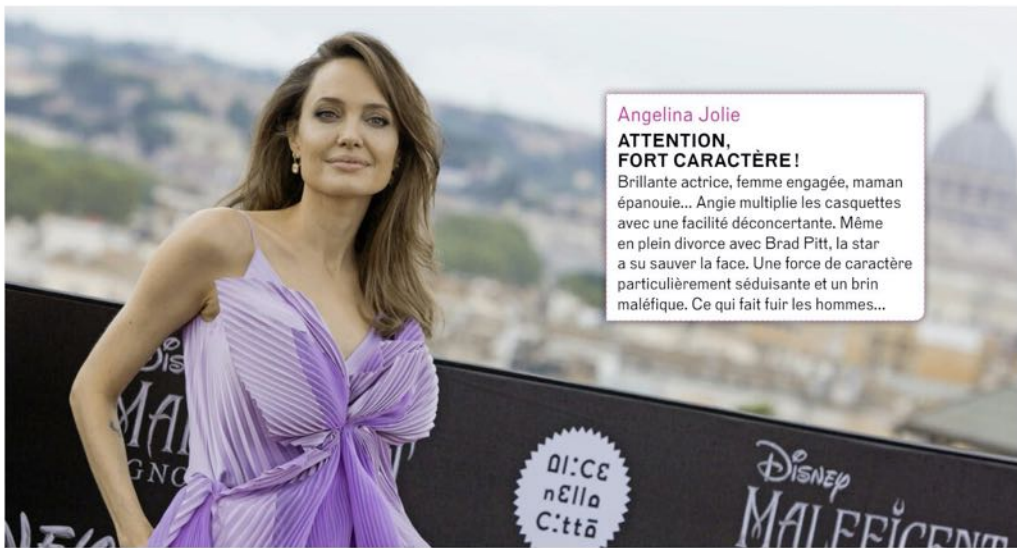 Angelina Jolie
ATTENTION,
FORT CARACTÈRE !
Brillante actrice, femme engagée, maman
épanouie... Angie multiplie les casquettes
avec une facilité déconcertante. Même
en plein divorce avec Brad Pitt, la star
a su sauver la face. Une force de caractère
particulièrement séduisante et un brin
maléfique. Ce qui fait fuir les hommes...
DISNEP
MALEFICENT
ALICE
nEllA
CITTÀ